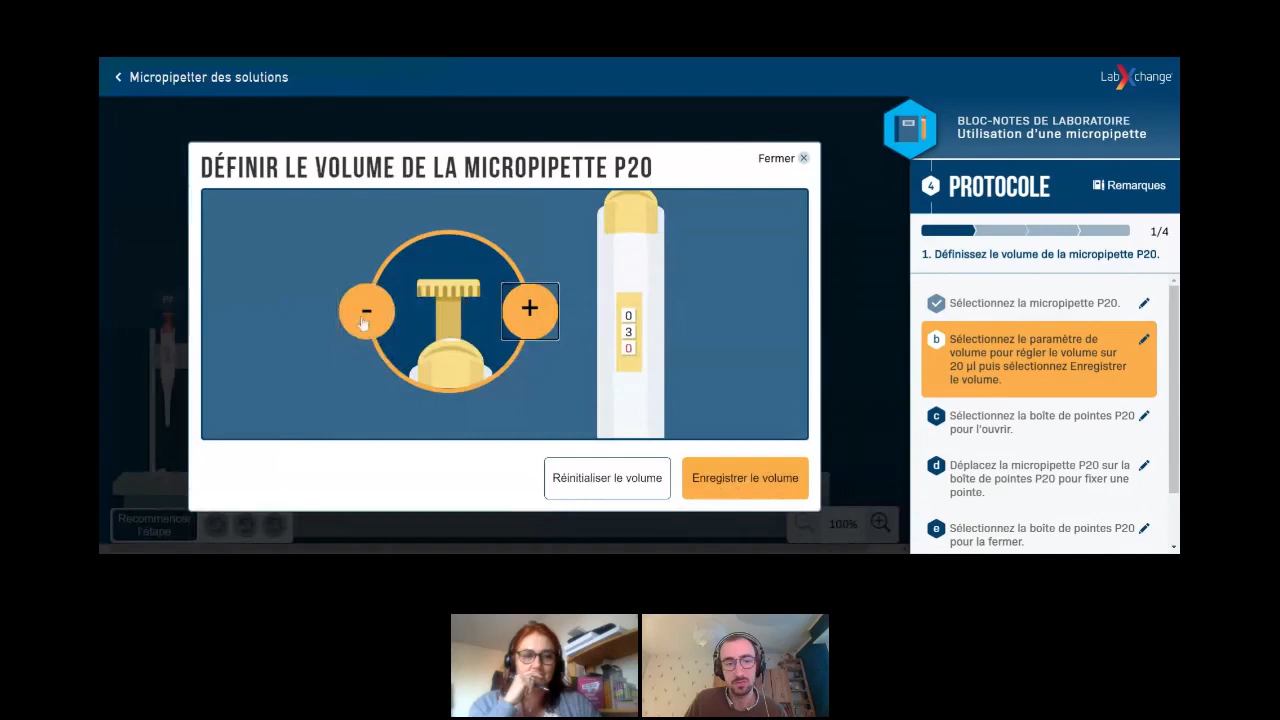 Micropipetter des solutions
LabXchange
BLOC-NOTES DE LABORATOIRE
Utilisation d'une micropipette
DÉFINIR LE VOLUME DE LA MICROPIPETTE P20
Fermer
-
+
0
3
0
Réinitialiser le volume
Enregistrer le volume
Recommencer
l'étape
100%
4 PROTOCOLE
Remarques
1/4
1. Définissez le volume de la micropipette P20.
Sélectionnez la micropipette P20.
b Sélectionnez le paramètre de
volume pour régler le volume sur
20 µl puis sélectionnez Enregistrer
le volume.
c Sélectionnez la boîte de pointes P20
pour l'ouvrir.
d Déplacez la micropipette P20 sur la
boîte de pointes P20 pour fixer une
pointe.
e Sélectionnez la boîte de pointes P20
pour la fermer.